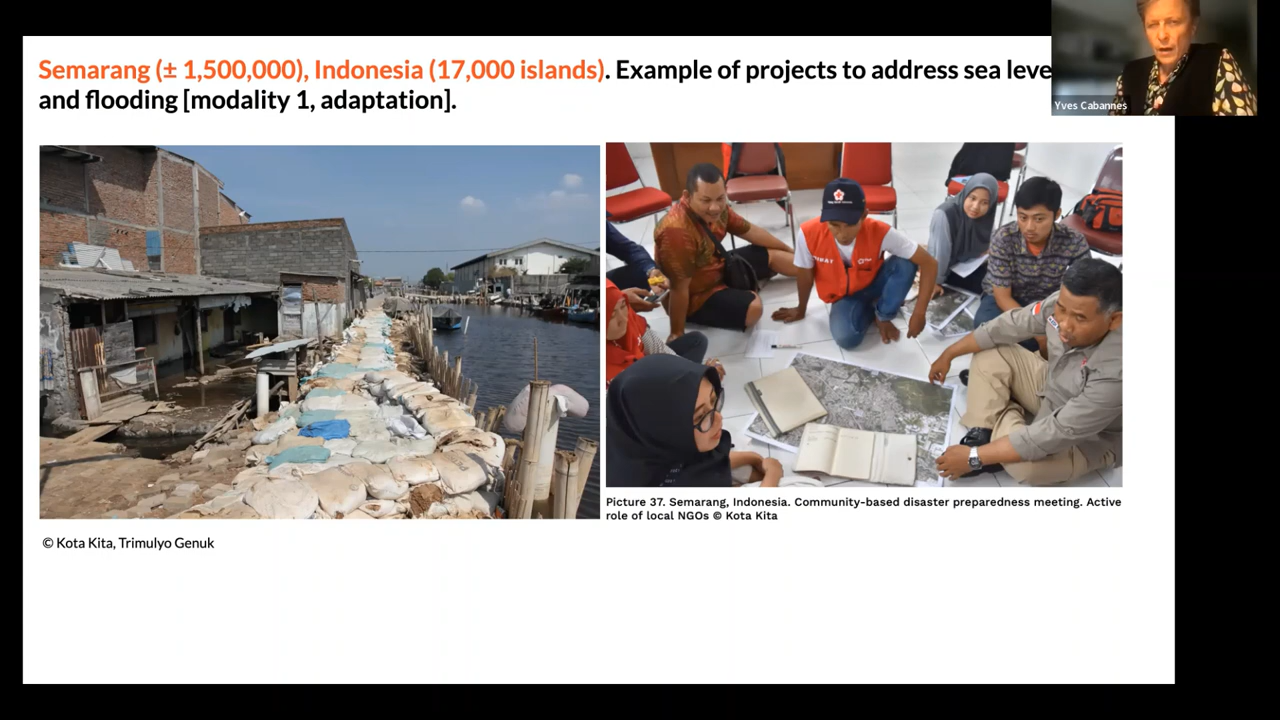 Semarang (± 1,500,000), Indonesia (17,000 islands). Example of projects to address sea leve
and flooding [modality 1, adaptation].
Yves Cabannes
Picture 37. Semarang, Indonesia. Community-based disaster preparedness meeting. Active
role of local NGOs © Kota Kita
© Kota Kita, Trimulyo Genuk